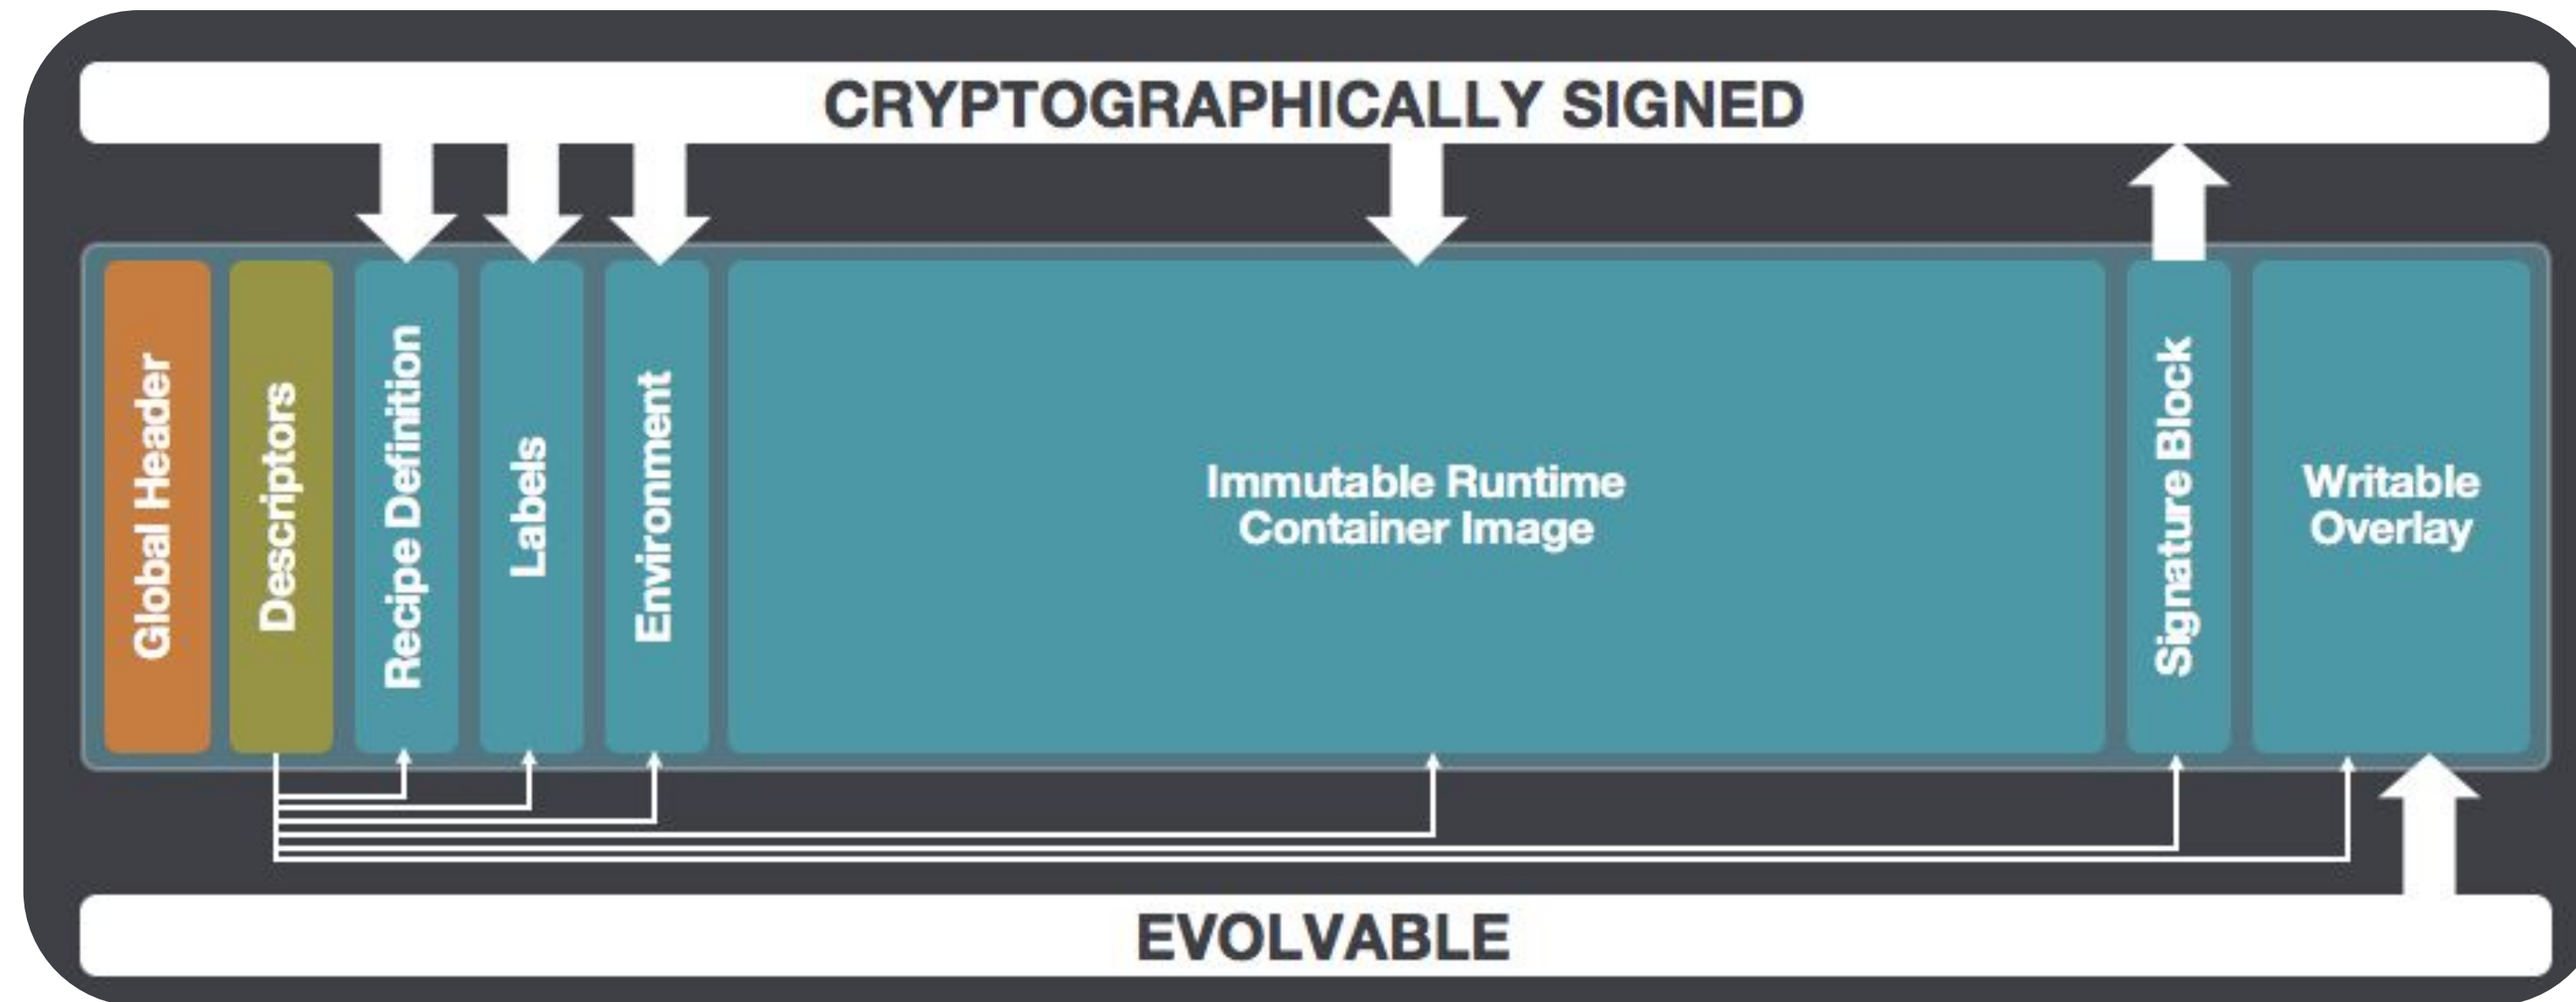 CRYPTOGRAPHICALLY SIGNED
Global Header
Descriptors
Recipe Definition
Labels
Environment
Immutable Runtime
Container Image
Signature Block
Writable
Overlay
EVOLVABLE